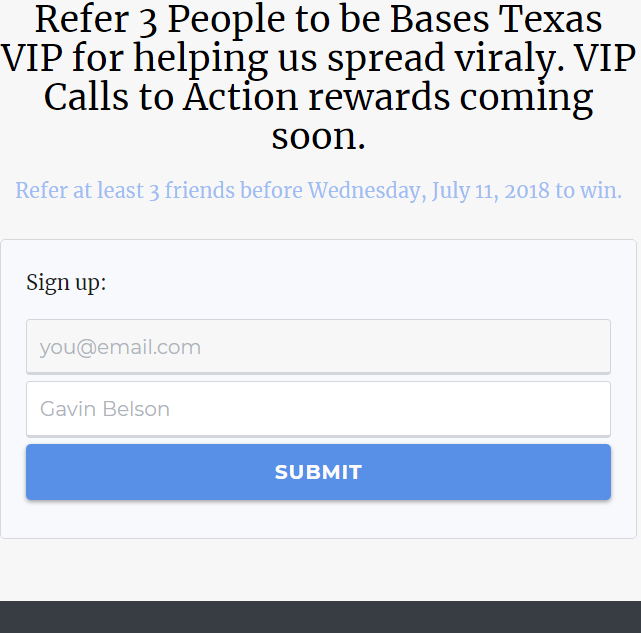 Refer 3 People to be Bases Texas
VIP for helping us spread viraly. VIP
Calls to Action rewards coming
soon.
Refer at least 3 friends before Wednesday, July 11, 2018 to win.
Sign up:
you@email.com
Gavin Belson
SUBMIT